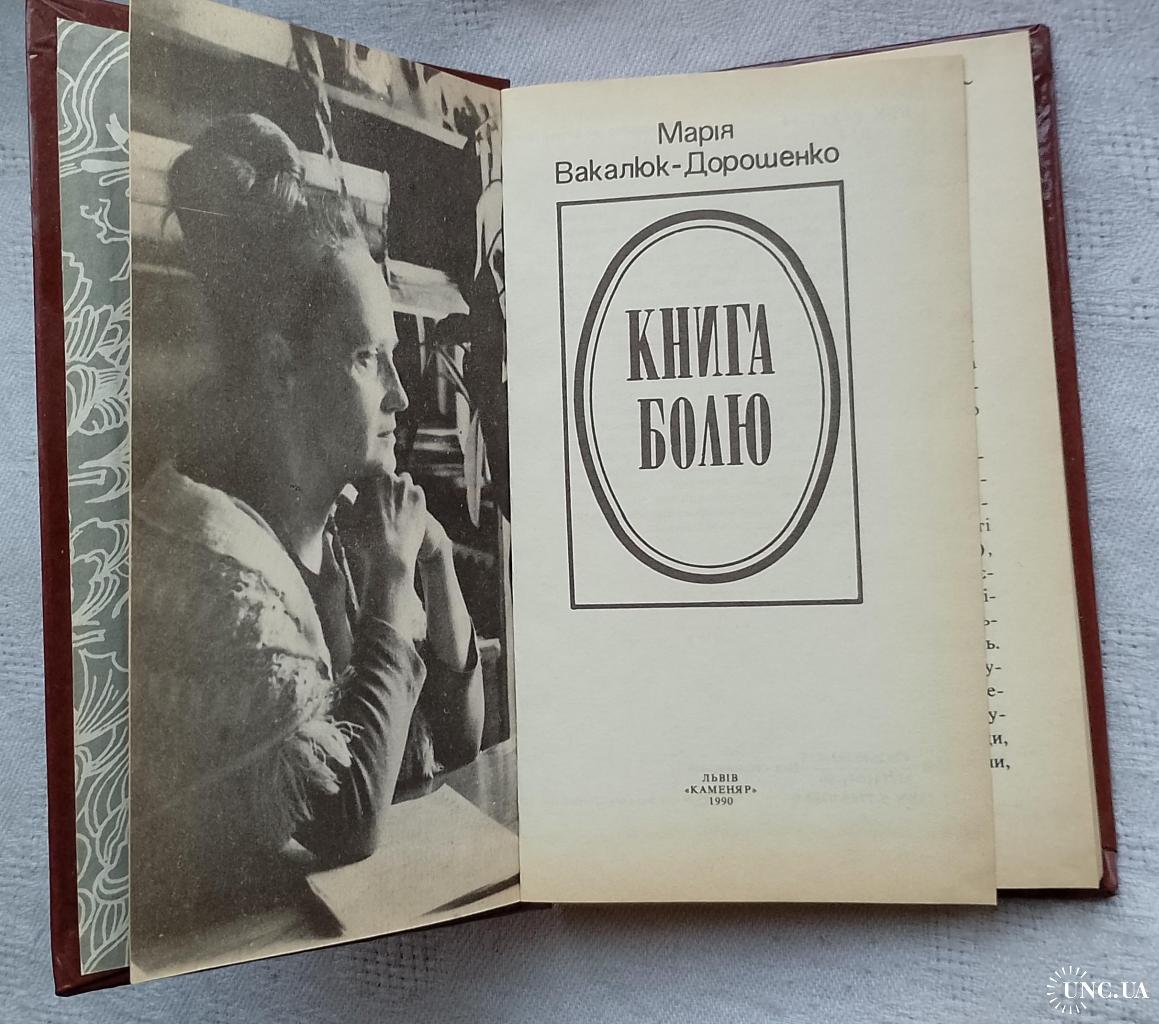 Марія
Вакалюк-Дорошенко
КНИГА
БОЛЮ
ЛЬВІВ
«КАМЕНЯР»
1990
UNC.UA